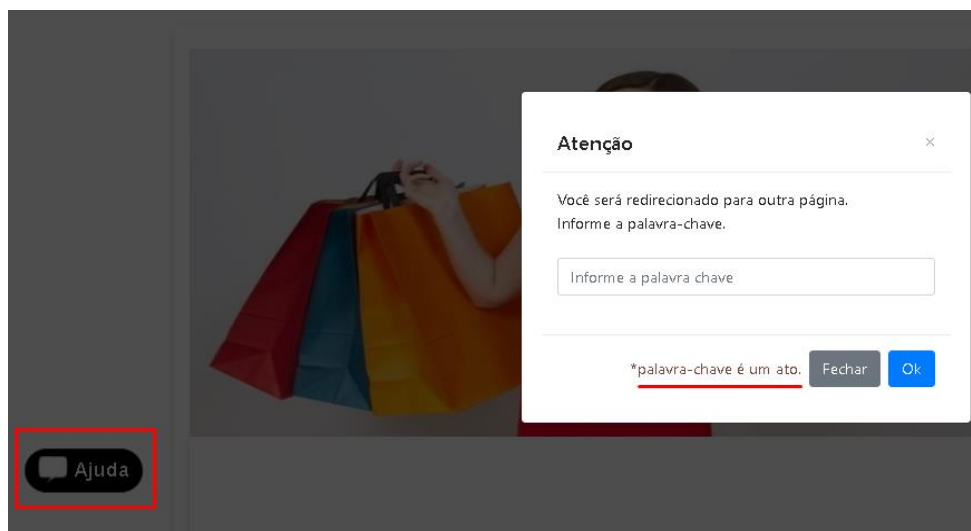 Atenção
×
Você será redirecionado para outra página.
Informe a palavra-chave.
Informe a palavra chave
*palavra-chave é um ato. Fechar Ok
Ajuda